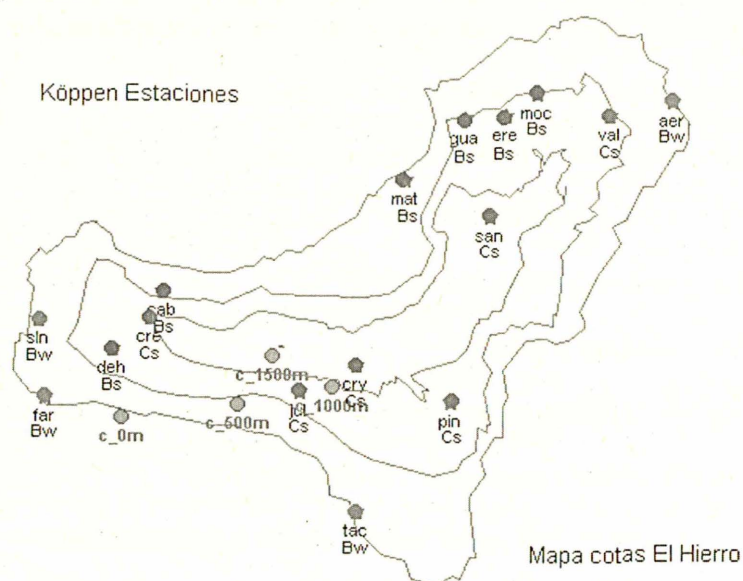 Köppen Estaciones
moc
Bs
gua
Bs
ere
Bs
val
Cs
aer
Bw
mat
Bs
san
Cs
sab
Bs
cre
Cs
sln
Bw
deh
Bs
c_1500m
cry
Cs
c_1000m
Cs
far
Bw
c_0m
c_500m
pin
Cs
tac
Bw
Mapa cotas El Hierro